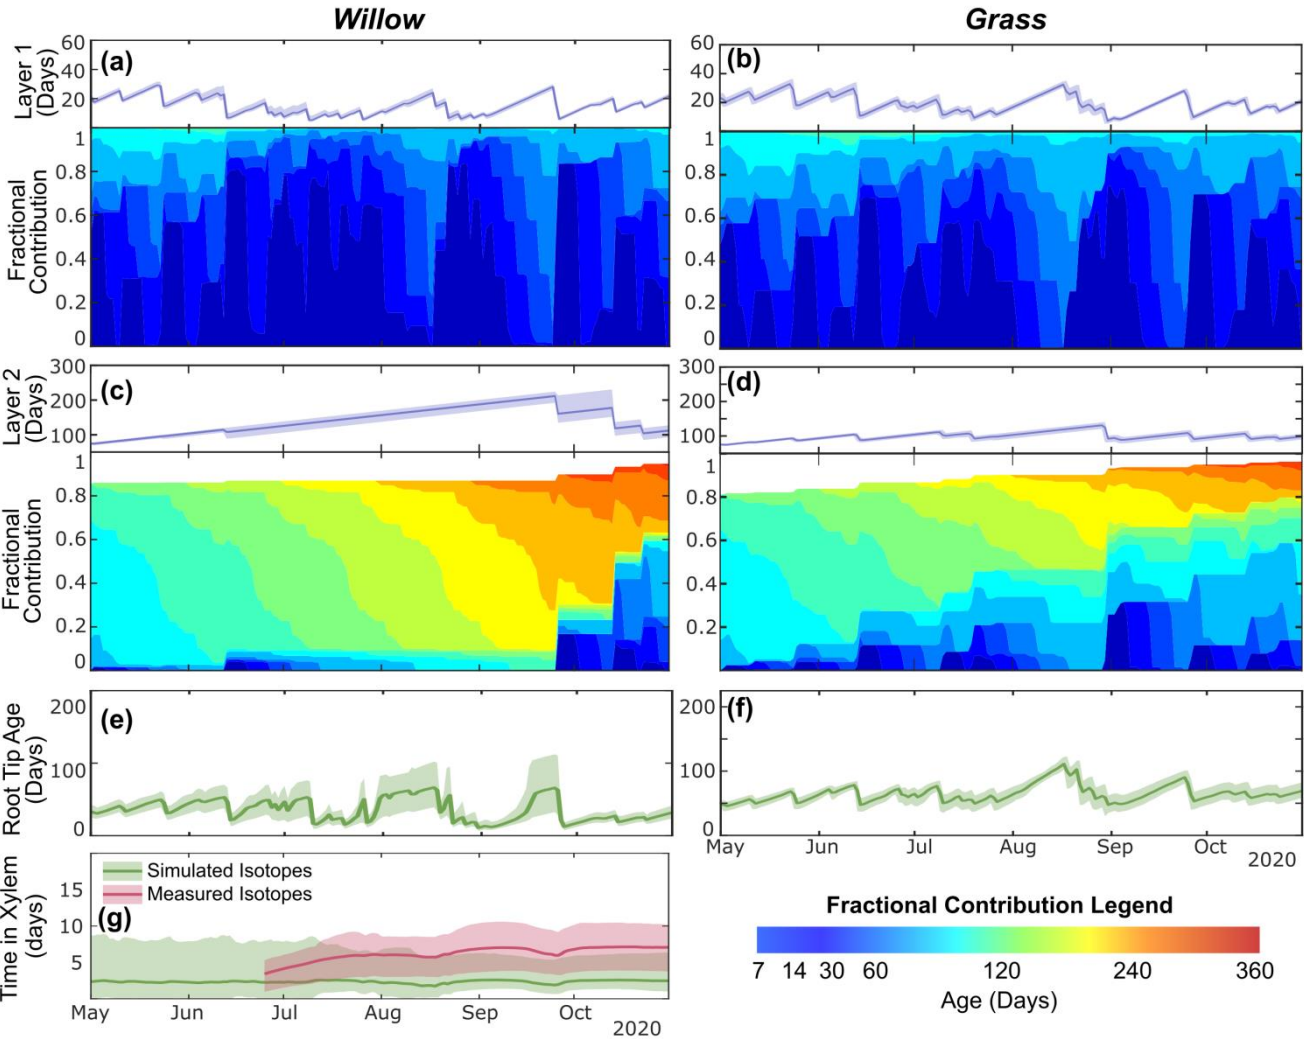 Willow
Grass
Layer 1
(Days)
60
40
20
(a)
60
40
20
(b)
Fractional
Contribution
1
0.8
0.6
0.4
0.2
0
1
0.8
0.6
0.4
0.2
0
Layer 2
(Days)
300
200
100
(c)
300
200
100
(d)
Fractional
Contribution
1
0.8
0.6
0.4
0.2
0
1
0.8
0.6
0.4
0.2
Root Tip Age
(Days)
200
100
0
(e)
200
100
0
(f)
May Jun Jul Aug Sep Oct
2020
Time in Xylem
(days)
15
10
5
Simulated Isotopes
Measured Isotopes
(g)
May Jun Jul Aug Sep Oct
2020
Fractional Contribution Legend
7 14 30 60 120 240 360
Age (Days)